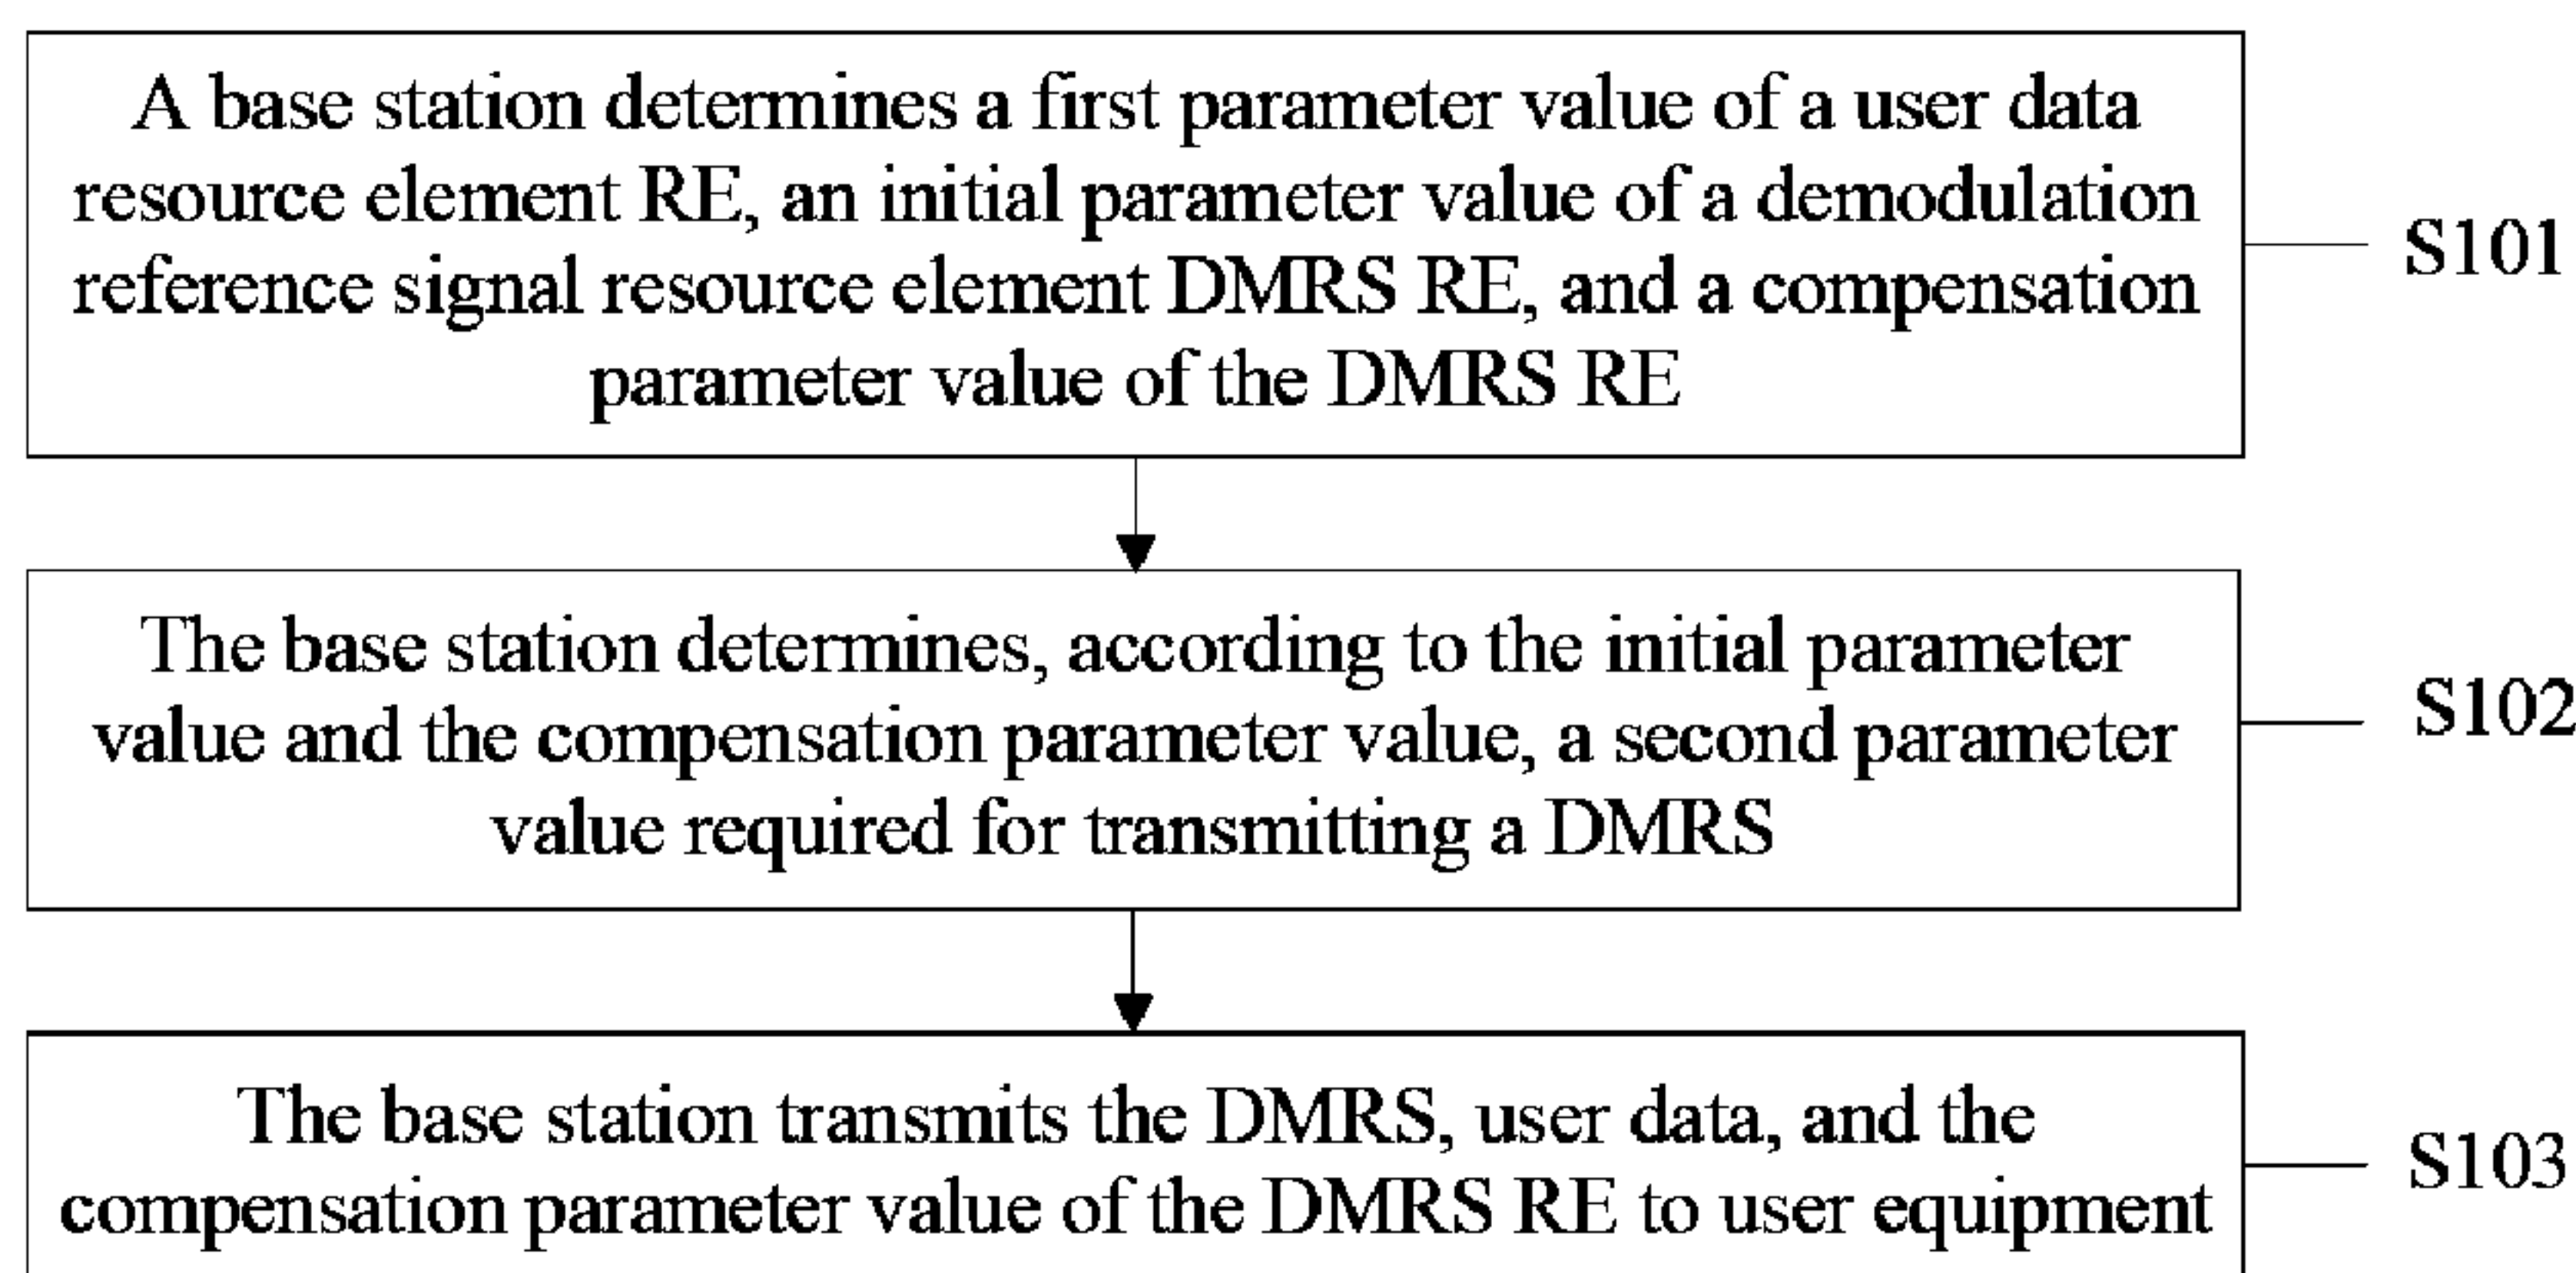 A base station determines a first parameter value of a user data
resource element RE, an initial parameter value of a demodulation
reference signal resource element DMRS RE, and a compensation
parameter value of the DMRS RE
S101
The base station determines, according to the initial parameter
value and the compensation parameter value, a second parameter
value required for transmitting a DMRS
S102
The base station transmits the DMRS, user data, and the
compensation parameter value of the DMRS RE to user equipment
S103